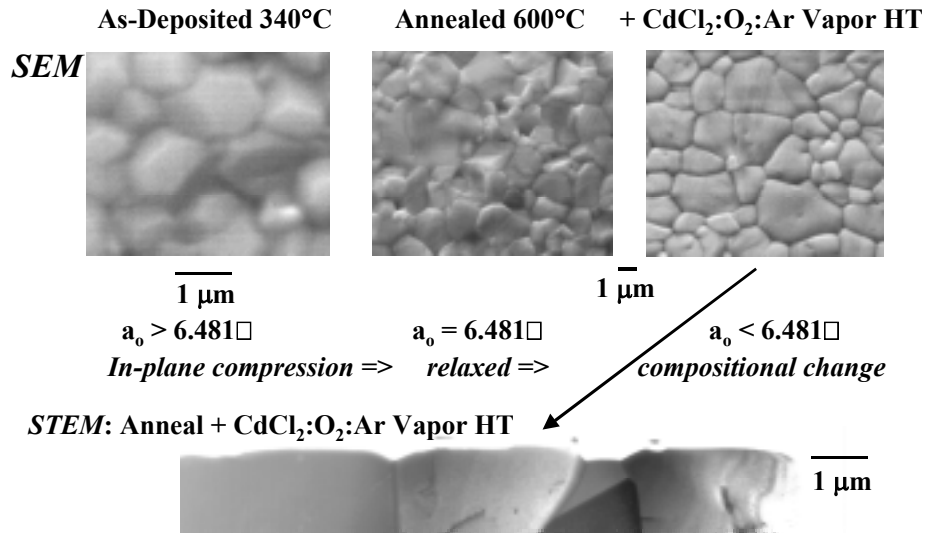 As-Deposited 340°C Annealed 600°C + CdCl₂:O₂:Ar Vapor HT
SEM
1 μm 1 μm
aₒ > 6.481□ aₒ = 6.481□ aₒ < 6.481□
In-plane compression => relaxed => compositional change
STEM: Anneal + CdCl₂:O₂:Ar Vapor HT
1 μm